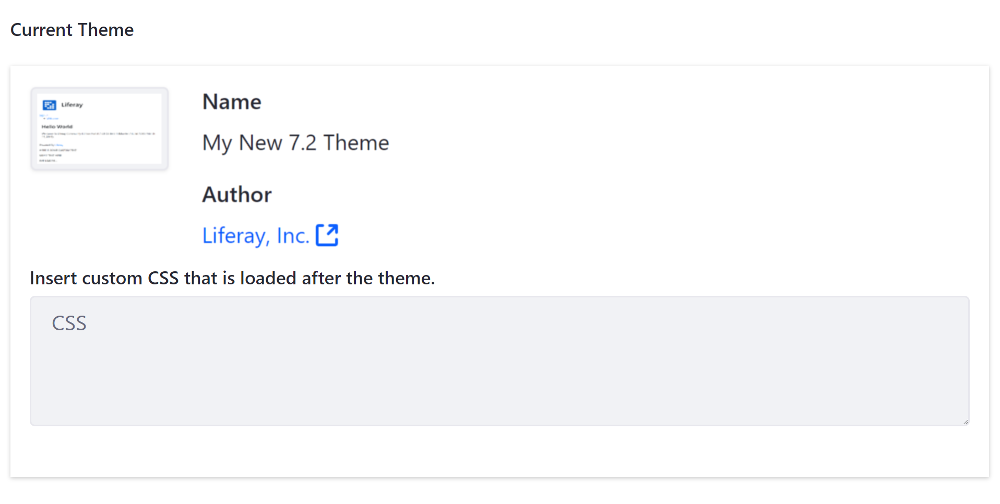 Current Theme
Liferay
Hello World
Name
My New 7.2 Theme
Author
Liferay, Inc.
Insert custom CSS that is loaded after the theme.
CSS